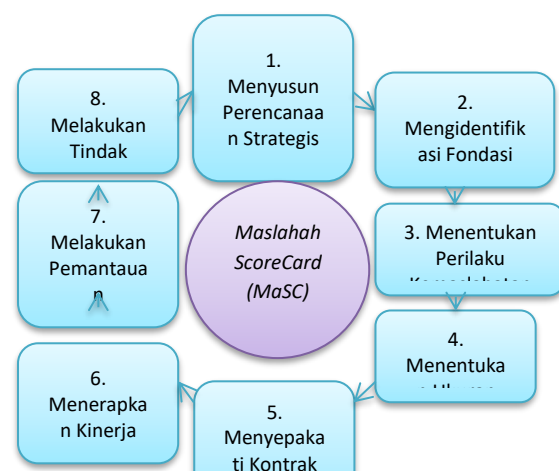 1.
Menyusun
Perencanaa
n Strategis
2.
Mengidentifik
asi Fondasi
3. Menentukan
Perilaku
4.
Menentuka
5.
Menyepaka
ti Kontrak
6.
Menerapka
n Kinerja
7.
Melakukan
Pemantaua
n
8.
Melakukan
Tindak
Maslahah
ScoreCard
(MaSC)